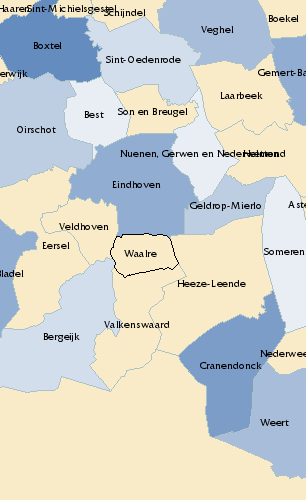 Haaren
Sint-Michielsgestel
Schijndel
Boekel
Veghel
Boxtel
Sint-Oedenrode
erwijk
Gemert-Ba
Laarbeek
Best
Son en Breugel
Oirschot
Nuenen, Gerwen en Nederwetten
Helmond
Eindhoven
Geldrop-Mierlo
Aste
Veldhoven
Eersel
Waalre
Someren
Bladel
Heeze-Leende
Valkenswaard
Bergeijk
Nederwee
Cranendonck
Weert